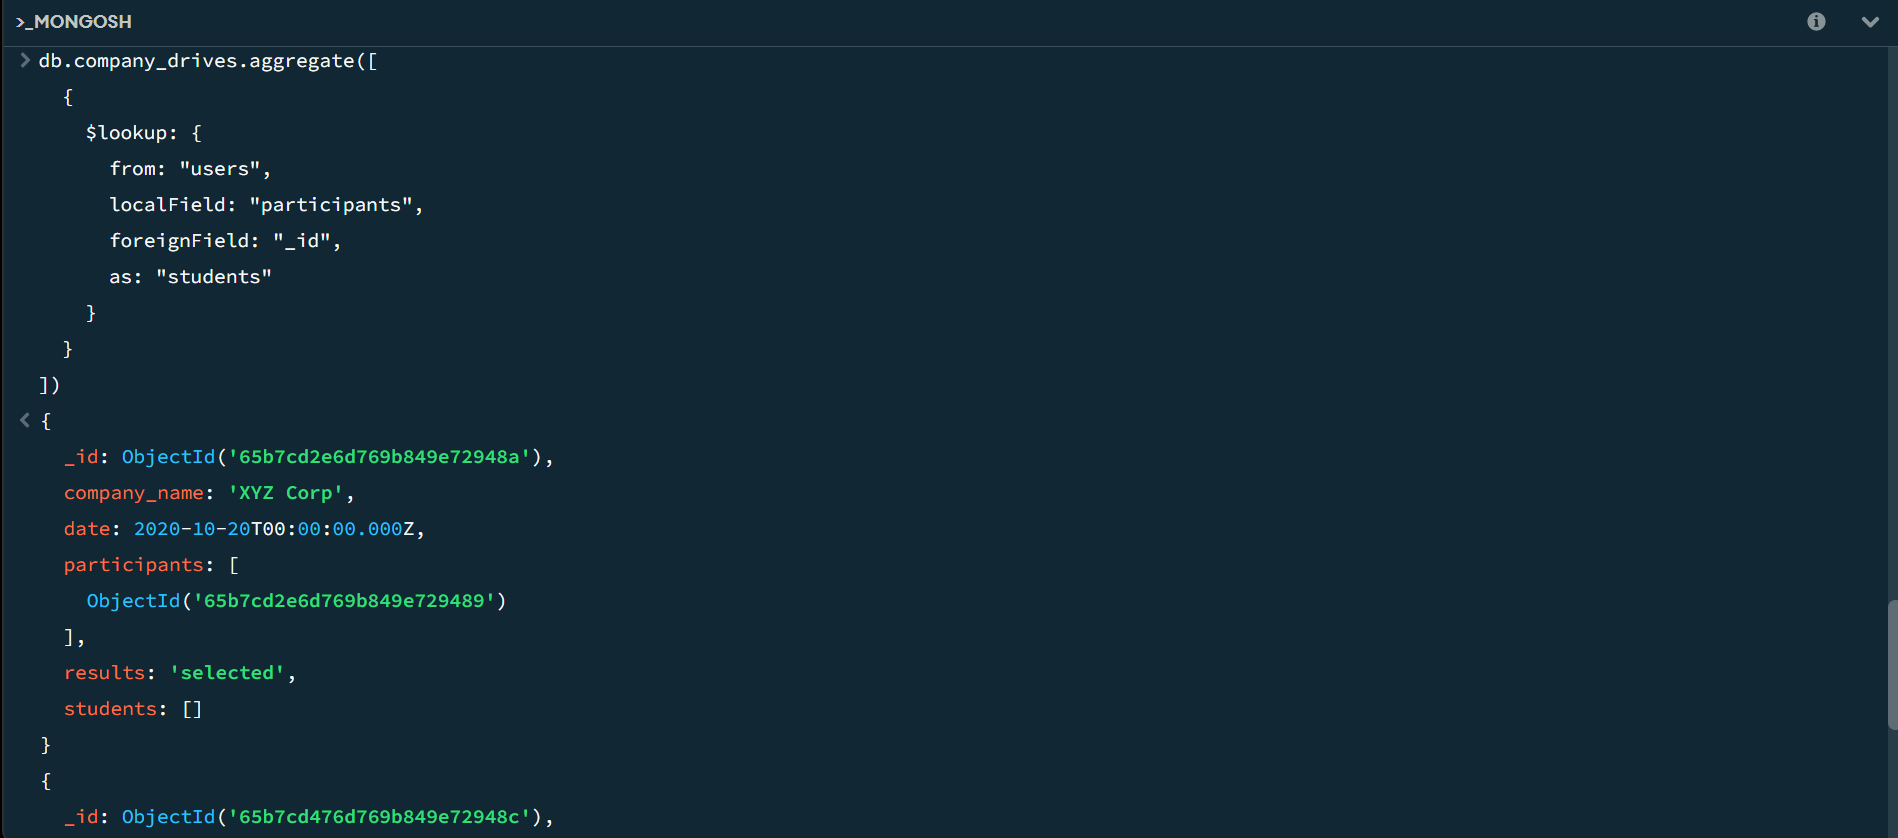 >_MONGOSH
> db.company_drives.aggregate([
{
$lookup: {
from: "users",
localField: "participants",
foreignField: "_id",
as: "students"
}
}
])
< {
_id: ObjectId('65b7cd2e6d769b849e72948a'),
company_name: 'XYZ Corp',
date: 2020-10-20T00:00:00.000Z,
participants: [
ObjectId('65b7cd2e6d769b849e729489')
],
results: 'selected',
students: []
}
{
_id: ObjectId('65b7cd476d769b849e72948c'),